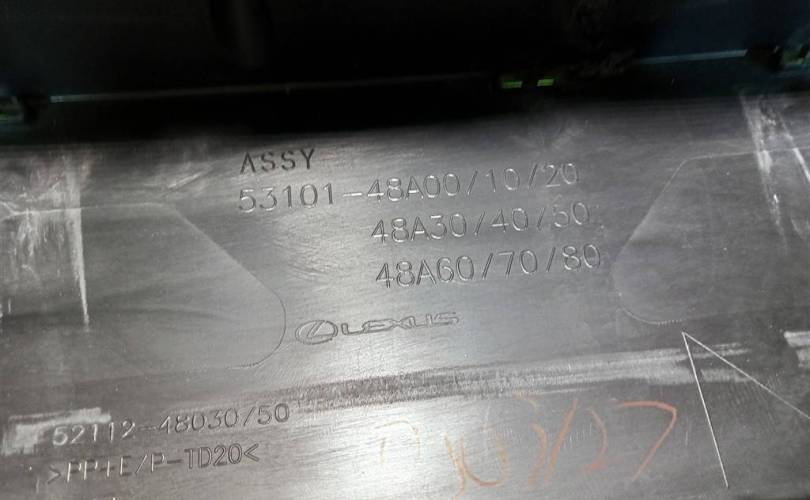 ASSY
53101-48A00/10/20
48A30/40/50
48A60/70/80
LEXUS
52112-48030/50
>PP+E/P-TD20<